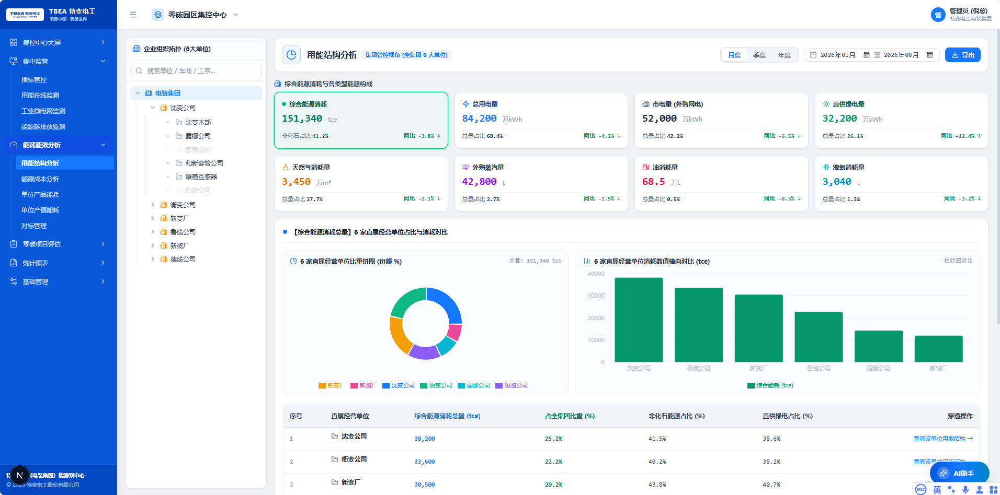 TBEA 特变电工
TBEA 特变电工
装备中国 · 装备世界
零碳园区集控中心
管
管理员 (倪总)
特变电工电装集团
集控中心大屏
集中监管
指标管控
用能在线监测
工业微电网监测
能源碳排放监测
能耗能效分析
用能结构分析
能源成本分析
单位产品能耗
单位产值能耗
对标管理
零碳项目评估
统计报表
基础管理
N
(电装集团) 能源双中心
特变电工股份有限公司
企业组织拓扑 (6大单位)
搜索单位 / 车间 / 工序...
电装集团
沈变公司
沈变本部
露娜公司
智慧能源
和新套管公司
康嘉互感器
印能公司
衡变公司
新变厂
鲁缆公司
新缆厂
德缆公司
用能结构分析
集团管控视角 (全集团 6 大单位)
月度 季度 年度
2026年01月 至 2026年08月
导出
综合能源消耗与各类型能源构成
综合能源消耗
151,340 tce
非化石占比 41.2% 同比 -3.8% ↓
总用电量
84,200 万kWh
总量占比 68.4% 同比 -4.2% ↓
市电量 (外购网电)
52,000 万kWh
总量占比 42.2% 同比 -6.5% ↓
直供绿电量
32,200 万kWh
总量占比 26.1% 同比 +12.4% ↑
天然气消耗量
3,450 万m³
总量占比 27.7% 同比 -2.1% ↓
外购蒸汽量
42,800 t
总量占比 2.7% 同比 -1.5% ↓
油消耗量
68.5 万L
总量占比 0.5% 同比 -8.3% ↓
液氮消耗量
3,040 t
总量占比 1.3% 同比 -3.2% ↓
【综合能源消耗总量】6 家直属经营单位占比与消耗对比
6 家直属经营单位比重饼图 (份额 %)
总量: 151,340 tce
新变厂 新缆厂 沈变公司 衡变公司 露娜公司 鲁缆公司
6 家直属经营单位消耗数值横向对比 (tce)
柱状图对比
40000
30000
20000
10000
0
沈变公司 衡变公司 新变厂 鲁缆公司 露娜公司 新缆厂
综合能耗 (tce)
序号 直属经营单位 综合能源消耗总量 (tce) 占全集团比重 (%) 非化石能源占比 (%) 直供绿电占比 (%) 穿透操作
1 沈变公司 38,200 25.2% 41.5% 38.6% 查看该单位用能结构 →
2 衡变公司 33,600 22.2% 40.2% 38.2% 查看该单位用能结构
3 新变厂 30,500 20.2% 43.8% 40.7%
AI助手
iFLY 英